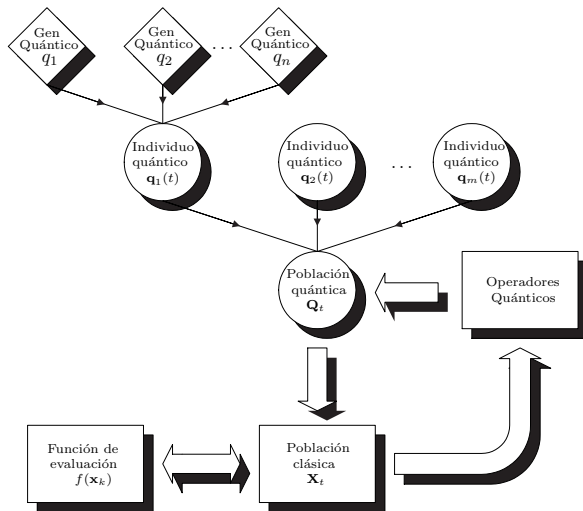 Gen
Quántico
q1
Gen
Quántico
q2
...
Gen
Quántico
qn
Individuo
quántico
q1(t)
Individuo
quántico
q2(t)
...
Individuo
quántico
qm(t)
Población
quántica
Qt
Operadores
Quánticos
Función de
evaluación
f(xk)
Población
clásica
Xt